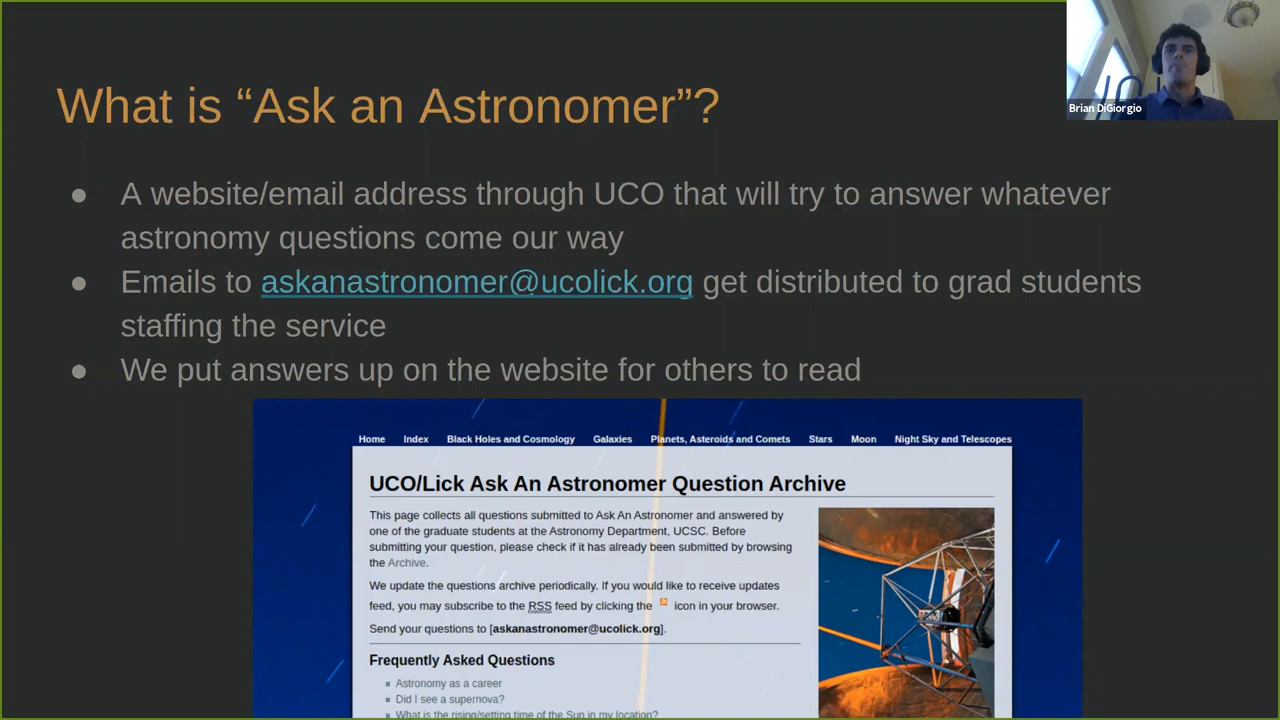 What is “Ask an Astronomer”?
Brian DiGiorgio
● A website/email address through UCO that will try to answer whatever
astronomy questions come our way
● Emails to askanastronomer@ucolick.org get distributed to grad students
staffing the service
● We put answers up on the website for others to read
Home Index Black Holes and Cosmology Galaxies Planets, Asteroids and Comets Stars Moon Night Sky and Telescopes
UCO/Lick Ask An Astronomer Question Archive
This page collects all questions submitted to Ask An Astronomer and answered by
one of the graduate students at the Astronomy Department, UCSC. Before
submitting your question, please check if it has already been submitted by browsing
the Archive.
We update the questions archive periodically. If you would like to receive updates
feed, you may subscribe to the RSS feed by clicking the icon in your browser.
Send your questions to [askanastronomer@ucolick.org].
Frequently Asked Questions
Astronomy as a career
Did I see a supernova?
What is the rising/setting time of the Sun in my location?